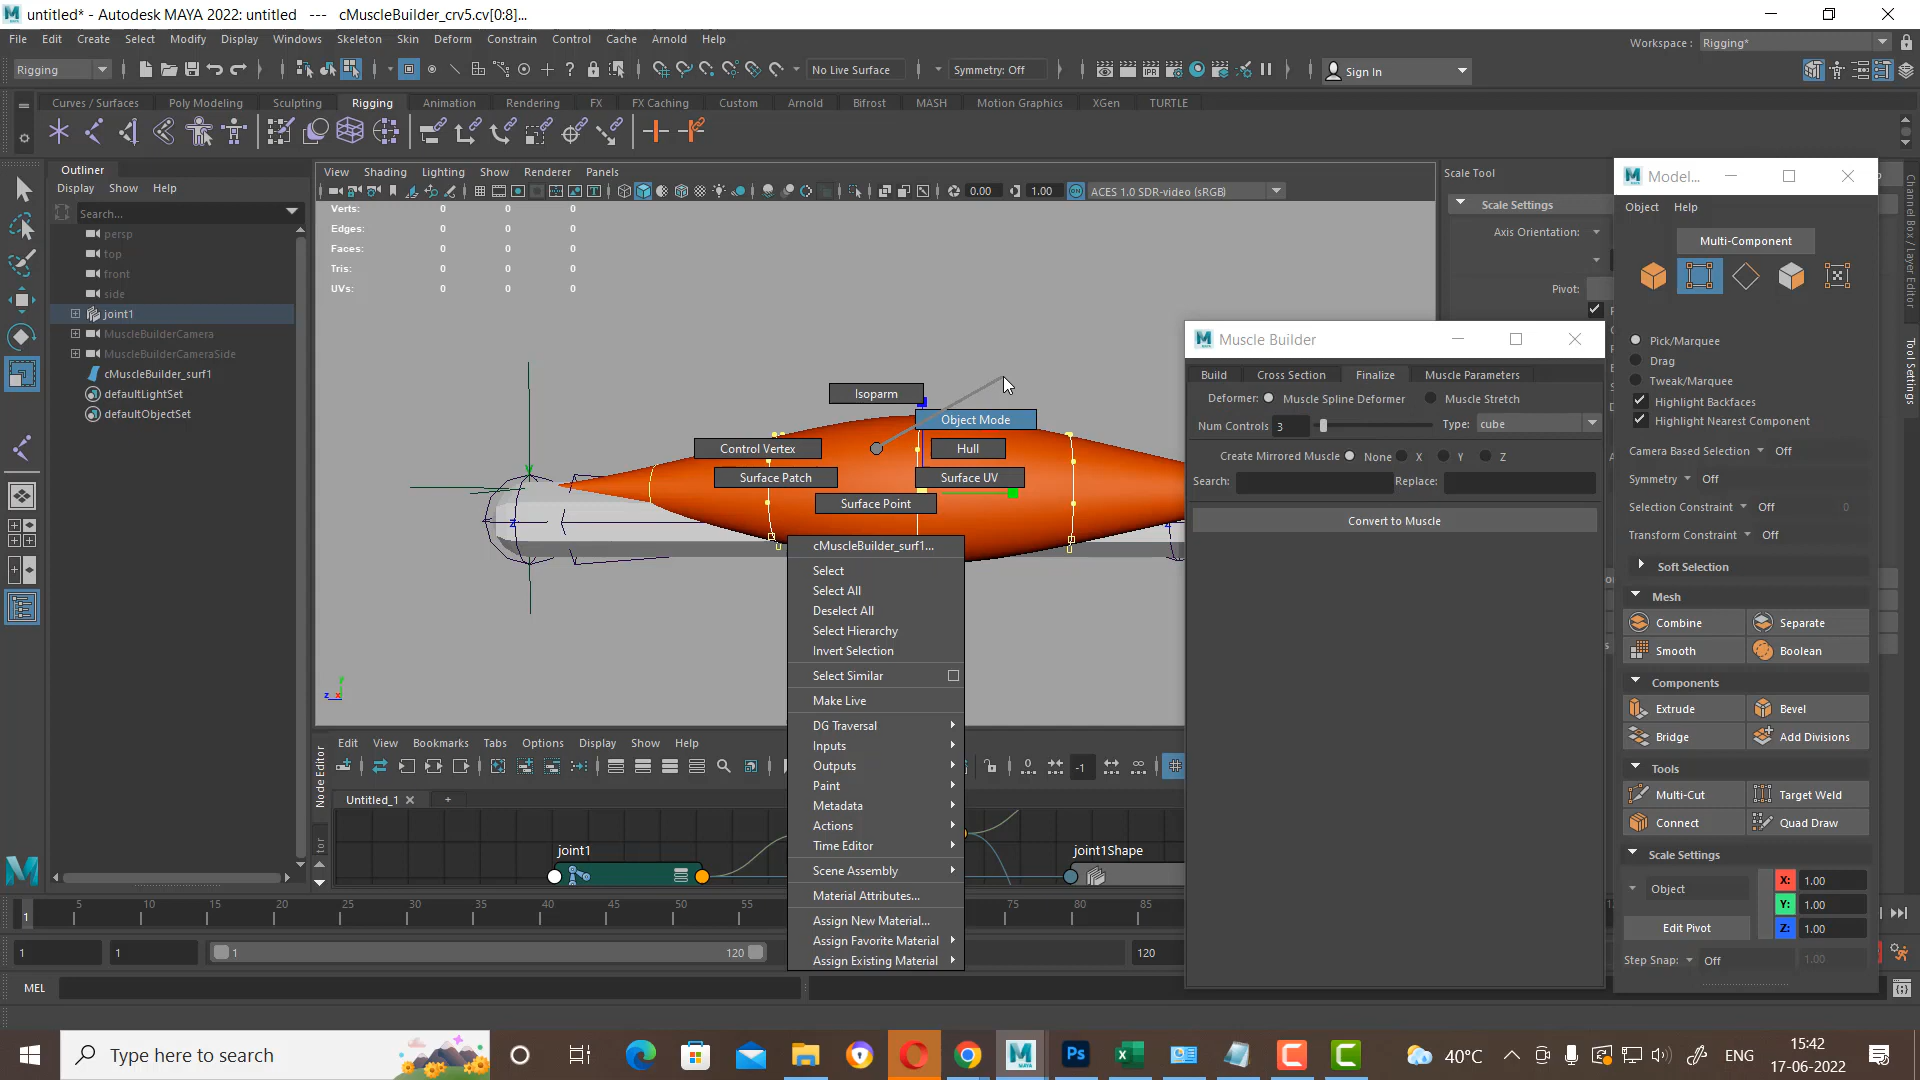 untitled* - Autodesk MAYA 2022: untitled --- cMuscleBuilder_crv5.cv[0:8]...
File Edit Create Select Modify Display Windows Skeleton Skin Deform Constrain Control Cache Arnold Help
Workspace : Rigging*
Rigging No Live Surface Symmetry: Off Sign In
Curves / Surfaces Poly Modeling Sculpting Rigging Animation Rendering FX FX Caching Custom Arnold Bifrost MASH Motion Graphics XGen TURTLE
Outliner
Display Show Help
Search...
persp
top
front
side
joint1
MuscleBuilderCamera
MuscleBuilderCameraSide
cMuscleBuilder_surf1
defaultLightSet
defaultObjectSet
View Shading Lighting Show Renderer Panels
0.00 1.00 ACES 1.0 SDR-video (sRGB)
Verts: 0 0 0
Edges: 0 0 0
Faces: 0 0 0
Tris: 0 0 0
UVs: 0 0 0
Isoparm
Object Mode
Control Vertex
Hull
Surface Patch
Surface UV
Surface Point
cMuscleBuilder_surf1...
Select
Select All
Deselect All
Select Hierarchy
Invert Selection
Select Similar
Make Live
DG Traversal
Inputs
Outputs
Paint
Metadata
Actions
Time Editor
Scene Assembly
Material Attributes...
Assign New Material...
Assign Favorite Material
Assign Existing Material
Scale Tool
Scale Settings
Axis Orientation:
Pivot:
Muscle Builder
Build Cross Section Finalize Muscle Parameters
Deformer: Muscle Spline Deformer Muscle Stretch
Num Controls 3 Type: cube
Create Mirrored Muscle None X Y Z
Search: Replace:
Convert to Muscle
Model...
Object Help
Multi-Component
Pick/Marquee
Drag
Tweak/Marquee
Highlight Backfaces
Highlight Nearest Component
Camera Based Selection Off
Symmetry Off
Selection Constraint Off 0
Transform Constraint Off
Soft Selection
Mesh
Combine Separate
Smooth Boolean
Components
Extrude Bevel
Bridge Add Divisions
Tools
Multi-Cut Target Weld
Connect Quad Draw
Scale Settings
Object X: 1.00
Y: 1.00
Edit Pivot Z: 1.00
Step Snap: Off 1.00
Channel Box / Layer Editor
Tool Settings
Node Editor
Edit View Bookmarks Tabs Options Display Show Help
0 -1
Untitled_1 +
joint1
joint1Shape
1 5 10 15 20 25 30 35 40 45 50 55 75 80 85
1 1 1 120 120
MEL
Type here to search
40°C ENG 15:42
17-06-2022